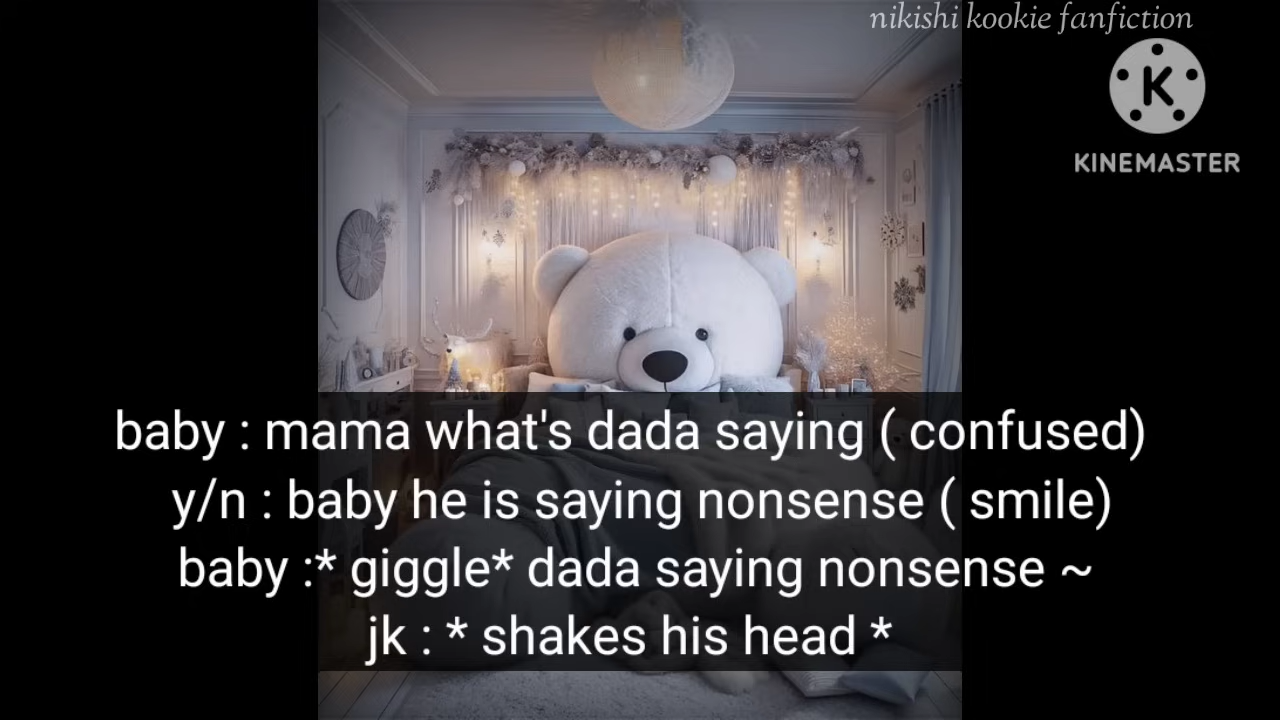 nikishi kookie fanfiction
K
KINEMASTER
baby : mama what's dada saying ( confused)
y/n : baby he is saying nonsense ( smile)
baby :* giggle* dada saying nonsense ~
jk : * shakes his head *